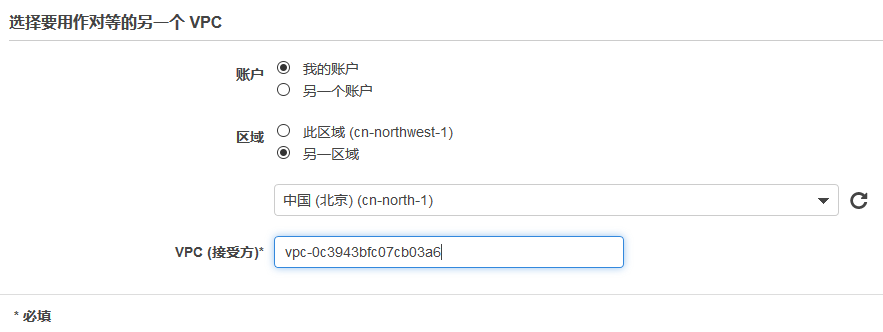 选择要用作对等的另一个 VPC
账户
我的账户
另一个账户
区域
此区域 (cn-northwest-1)
另一区域
中国 (北京) (cn-north-1)
VPC (接受方)*
vpc-0c3943bfc07cb03a6
* 必填